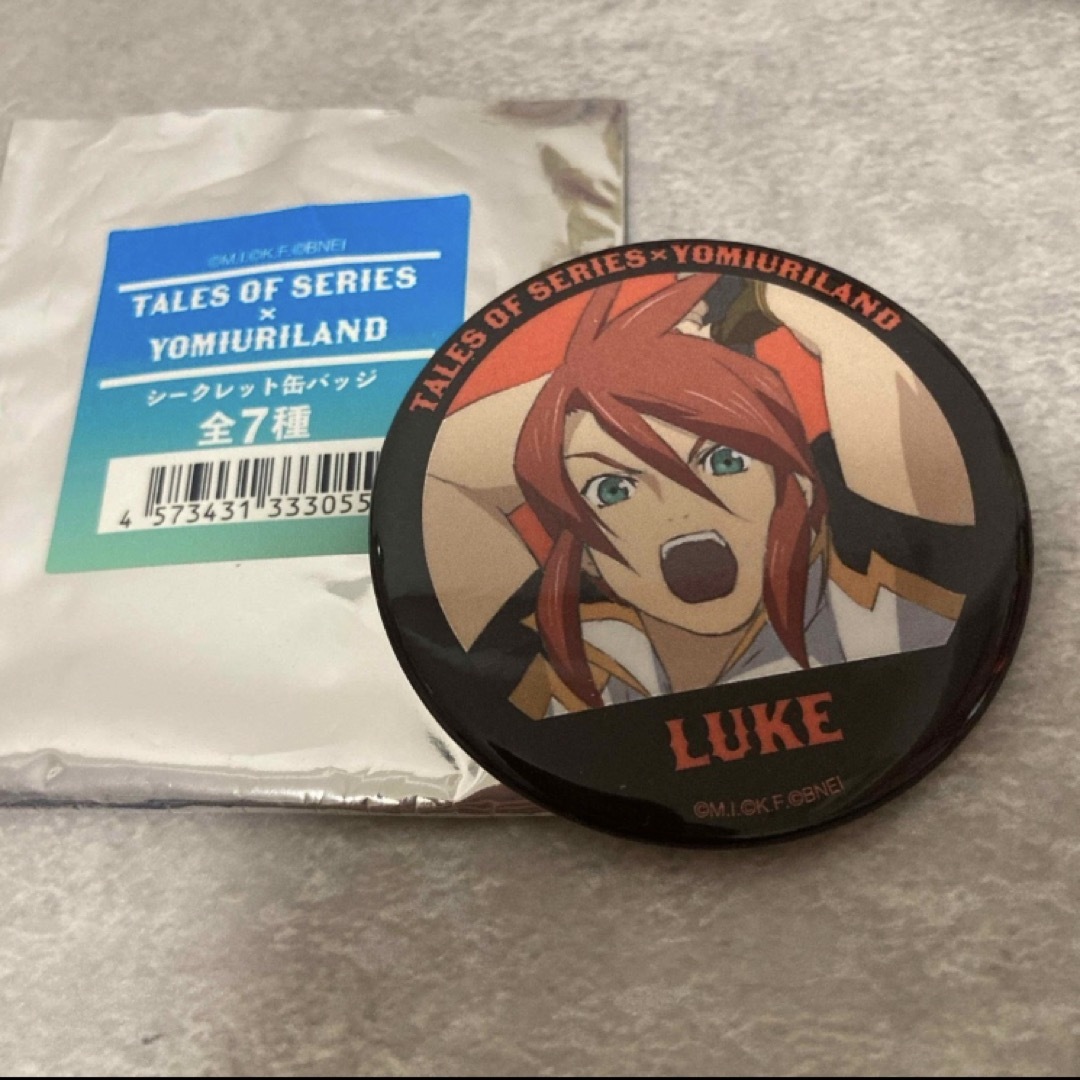 ©M.I.©K.F.©BNEI
TALES OF SERIES
×
YOMIURILAND
シークレット缶バッジ
全7種
4 573431 333055
TALES OF SERIES×YOMIURILAND
LUKE
©M.I.©K.F.©BNEI